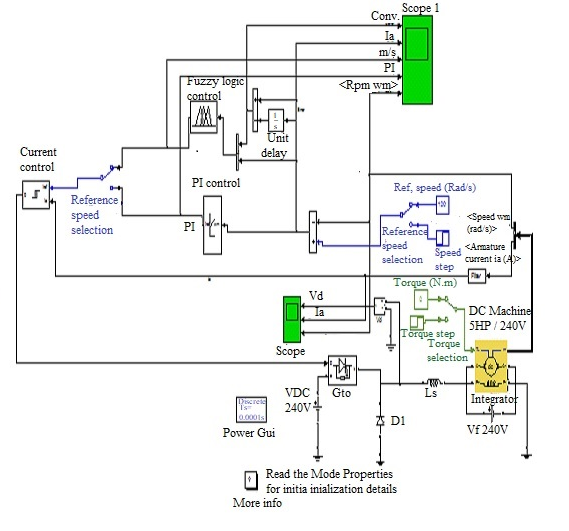 Scope 1
Conv.
Ia
m/s
PI
<Rpm wm>
Fuzzy logic
control
Unit
delay
Current
control
PI control
Reference
speed
selection
PI
Ref, speed (Rad/s)
Reference
speed
selection
Speed
step
<Speed wm
(rad/s)>
<Armature
current ia (A)>
Torque (N.m)
Vd
Ia
Scope
Torque step
Torque
selection
DC Machine
5HP / 240V
Gto
VDC
240V
Ls
D1
Integrator
Vf 240V
Discrete
Ts=
0.0001s
Power Gui
Read the Mode Properties
for initia inialization details
More info